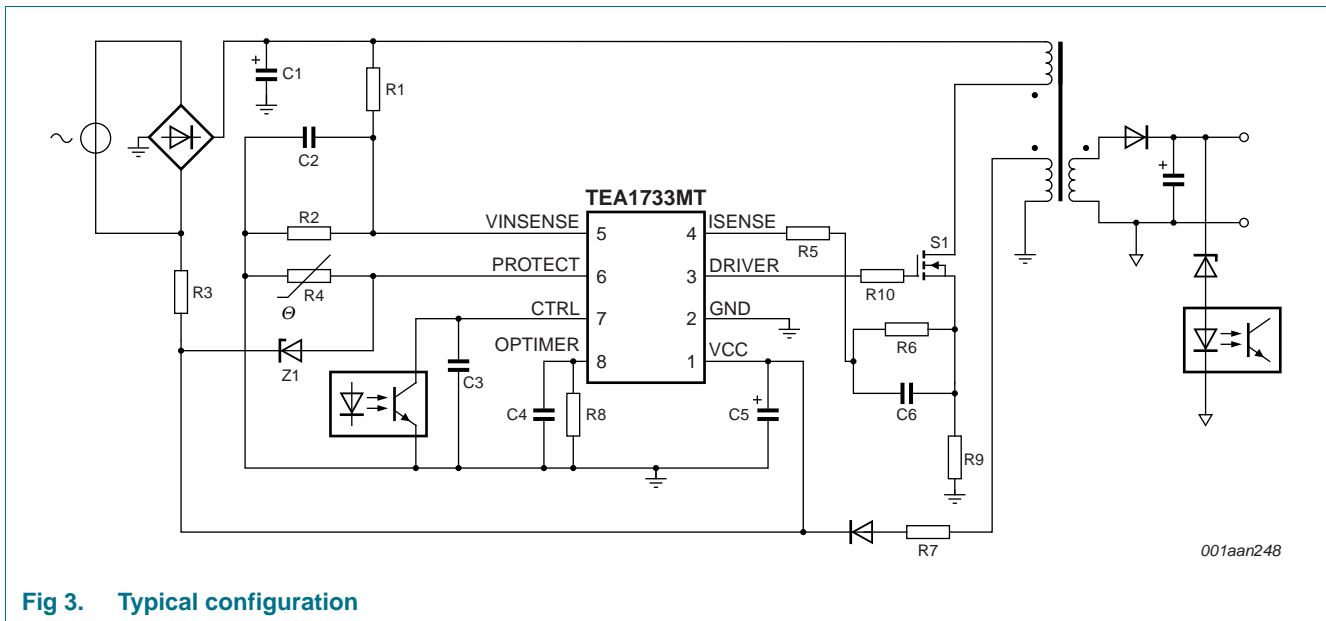 C1
R1
C2
TEA1733MT
R2
VINSENSE
5
4
ISENSE
R5
S1
PROTECT
6
3
DRIVER
R10
R3
R4
Θ
CTRL
7
2
GND
R6
OPTIMER
8
1
VCC
Z1
C3
C4
R8
C5
C6
R9
R7
001aan248
Fig 3. Typical configuration